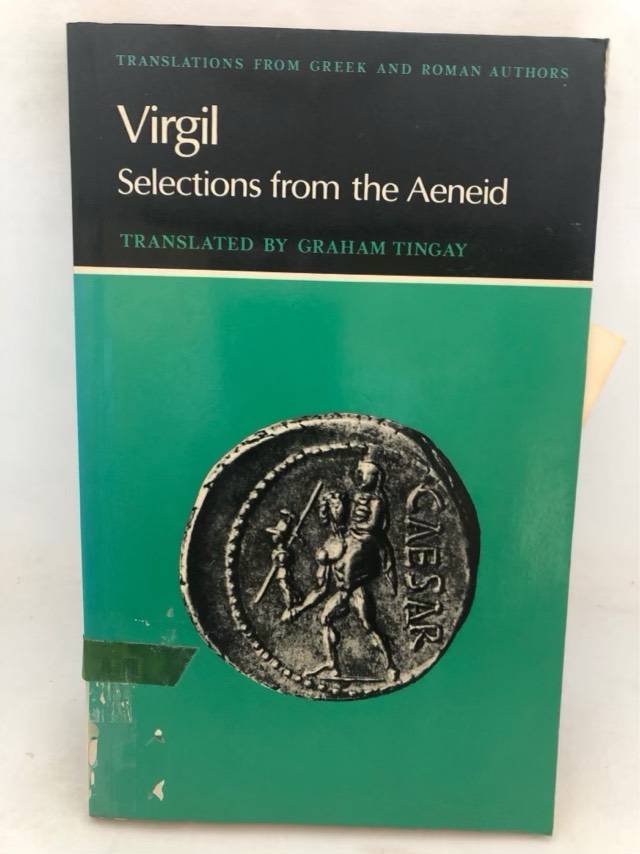 TRANSLATIONS FROM GREEK AND ROMAN AUTHORS
Virgil
Selections from the Aeneid
TRANSLATED BY GRAHAM TINGAY
CAESAR